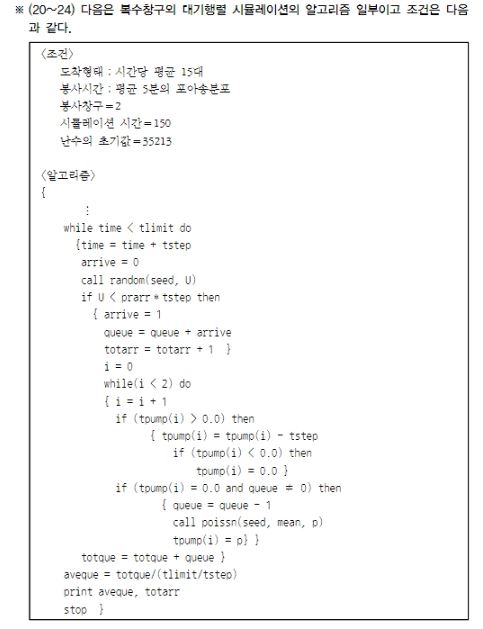 ※ (20～24) 다음은 복수창구의 대기행렬 시뮬레이션의 알고리즘 일부이고 조건은 다음
과 같다.
〈조건〉
도착형태 : 시간당 평균 15대
봉사시간 : 평균 5분의 포아송분포
봉사창구=2
시뮬레이션 시간=150
난수의 초기값=35213
〈알고리즘〉
{
⋮
while time < tlimit do
{time = time + tstep
arrive = 0
call random(seed, U)
if U < prarr * tstep then
{ arrive = 1
queue = queue + arrive
totarr = totarr + 1 }
i = 0
while(i < 2) do
{ i = i + 1
if (tpump(i) > 0.0) then
{ tpump(i) = tpump(i) - tstep
if (tpump(i) < 0.0) then
tpump(i) = 0.0 }
if (tpump(i) = 0.0 and queue ≠ 0) then
{ queue = queue - 1
call poissn(seed, mean, p)
tpump(i) = p} }
totque = totque + queue }
aveque = totque/(tlimit/tstep)
print aveque, totarr
stop }